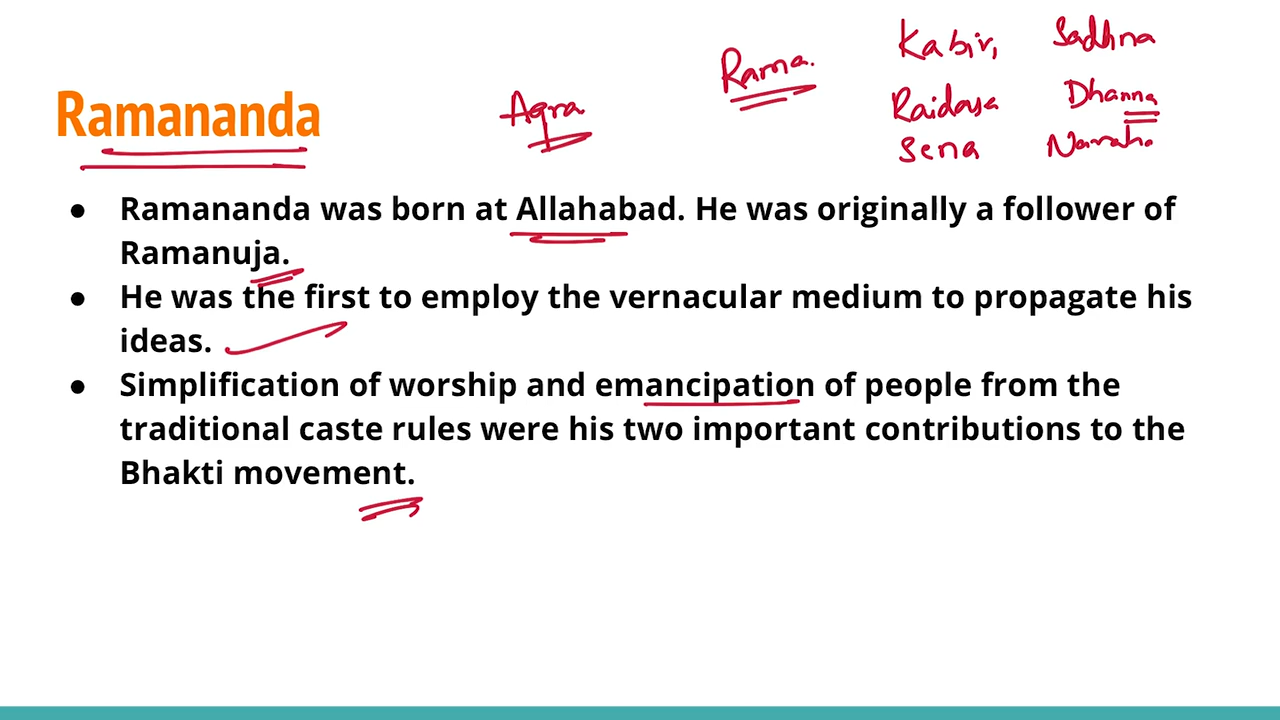 Kabir, Sadhna
Rama.
Agra
Raidasa Dhanna
Sena
Ramananda
● Ramananda was born at Allahabad. He was originally a follower of
Ramanuja.
● He was the first to employ the vernacular medium to propagate his
ideas.
● Simplification of worship and emancipation of people from the
traditional caste rules were his two important contributions to the
Bhakti movement.